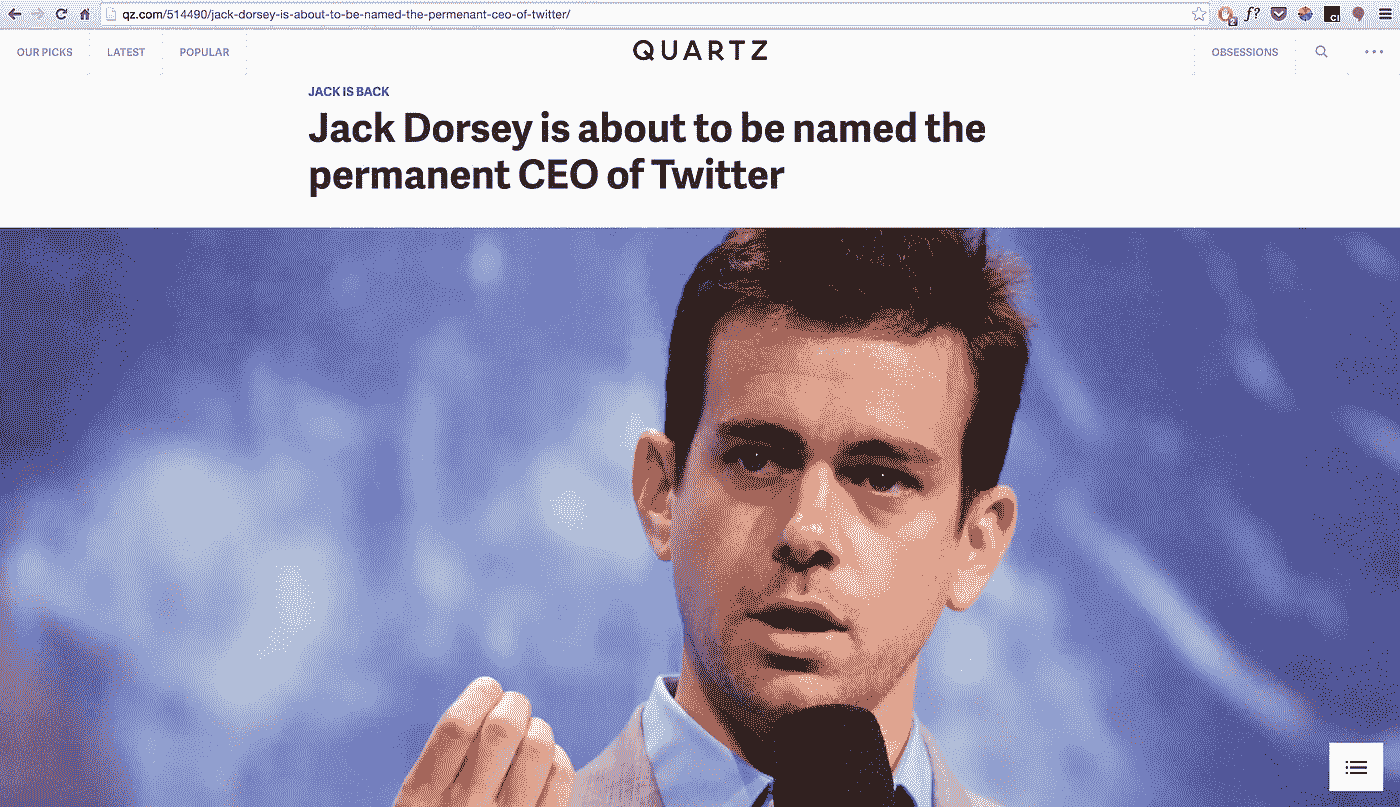 qz.com/514490/jack-dorsey-is-about-to-be-named-the-permenant-ceo-of-twitter/
OUR PICKS LATEST POPULAR QUARTZ OBSESSIONS
JACK IS BACK
Jack Dorsey is about to be named the
permanent CEO of Twitter